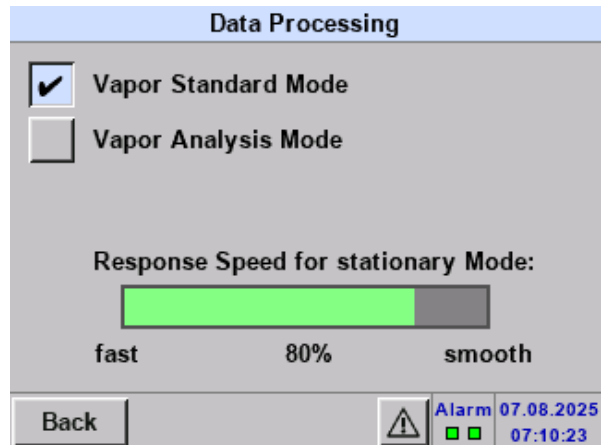 Data Processing
✔ Vapor Standard Mode
Vapor Analysis Mode
Response Speed for stationary Mode:
fast 80% smooth
Back Alarm 07.08.2025
07:10:23